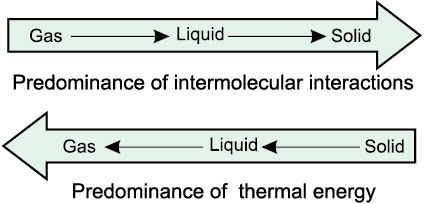 Gas Liquid Solid
Predominance of intermolecular interactions
Gas Liquid Solid
Predominance of thermal energy